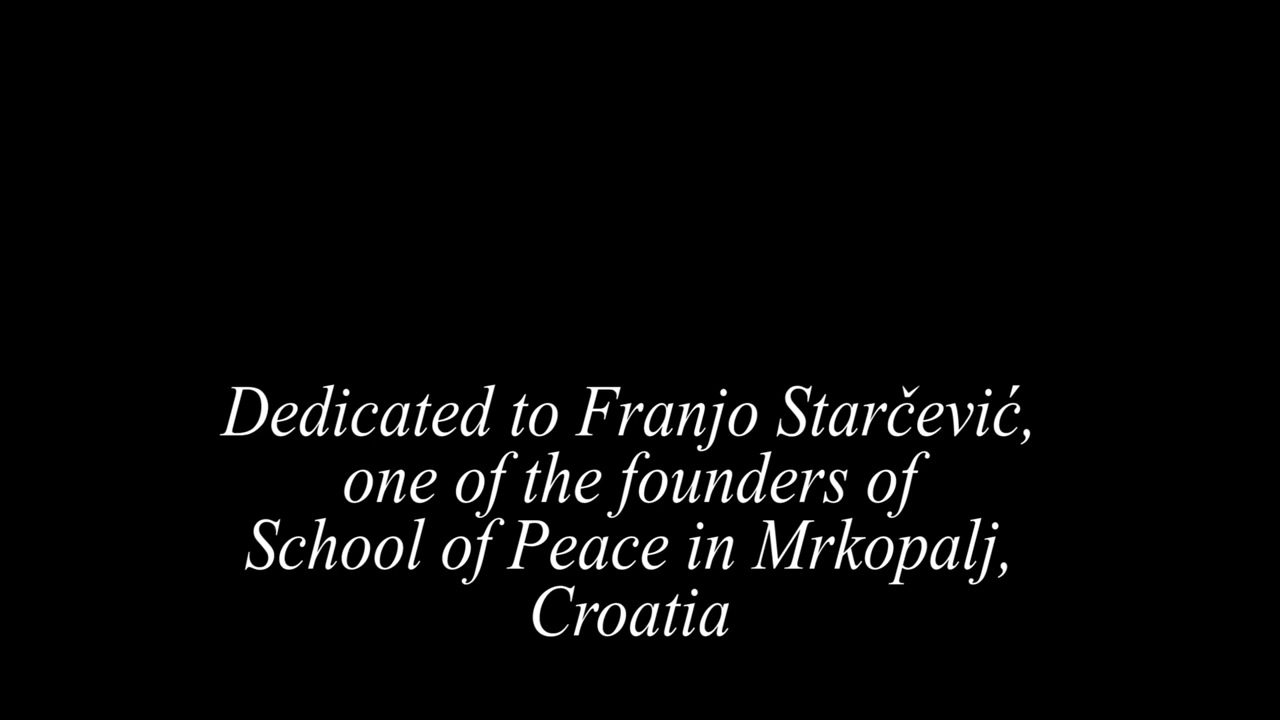 Dedicated to Franjo Starčević,
one of the founders of
School of Peace in Mrkopalj,
Croatia